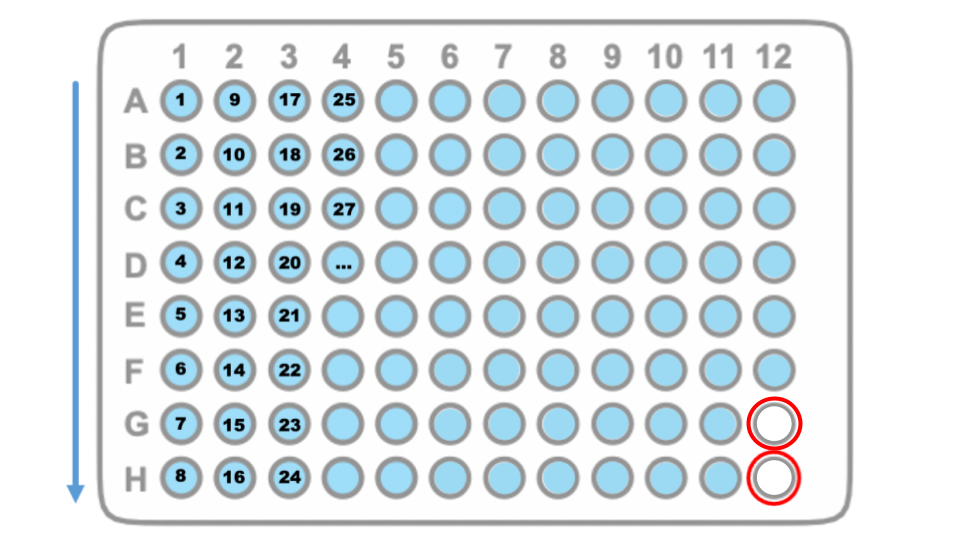 1 2 3 4 5 6 7 8 9 10 11 12
A 1 9 17 25
B 2 10 18 26
C 3 11 19 27
D 4 12 20 ...
E 5 13 21
F 6 14 22
G 7 15 23
H 8 16 24